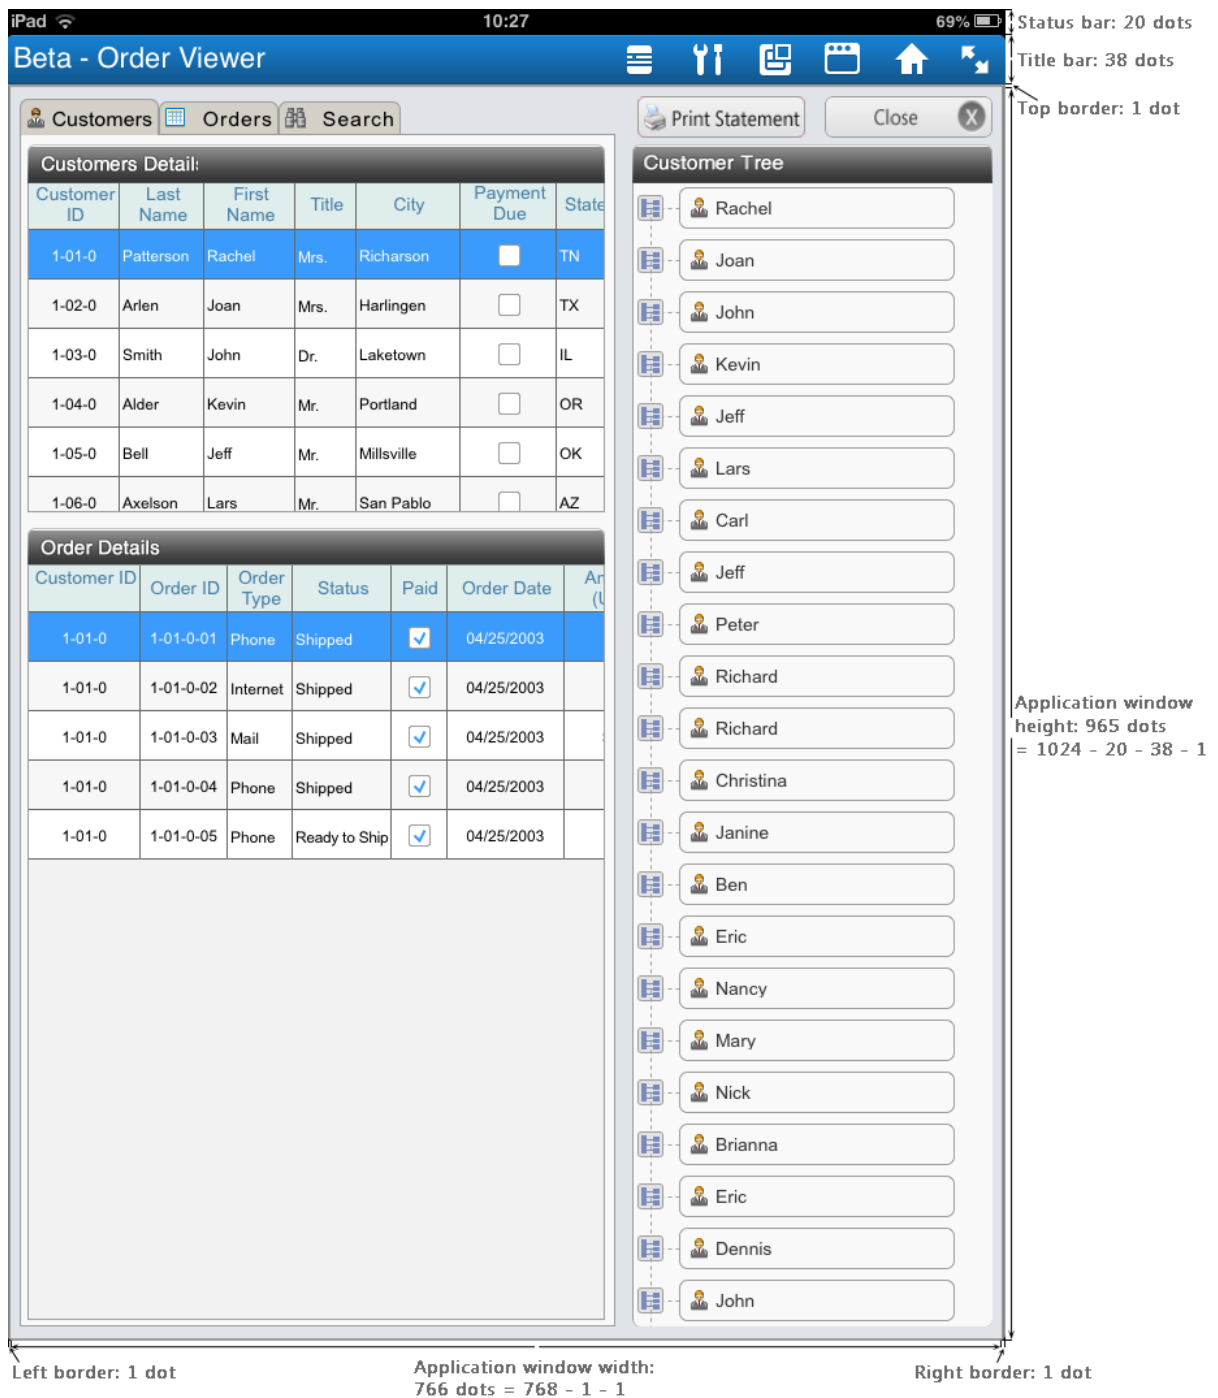 iPad 10:27 69%
Status bar: 20 dots
Beta - Order Viewer
Title bar: 38 dots
Top border: 1 dot
Customers Orders Search
Print Statement Close
Customers Detail
Customer ID Last Name First Name Title City Payment Due State
1-01-0 Patterson Rachel Mrs. Richarson TN
1-02-0 Arlen Joan Mrs. Harlingen TX
1-03-0 Smith John Dr. Laketown IL
1-04-0 Alder Kevin Mr. Portland OR
1-05-0 Bell Jeff Mr. Millsville OK
1-06-0 Axelson Lars Mr. San Pablo AZ
Order Details
Customer ID Order ID Order Type Status Paid Order Date
1-01-0 1-01-0-01 Phone Shipped 04/25/2003
1-01-0 1-01-0-02 Internet Shipped 04/25/2003
1-01-0 1-01-0-03 Mail Shipped 04/25/2003
1-01-0 1-01-0-04 Phone Shipped 04/25/2003
1-01-0 1-01-0-05 Phone Ready to Ship 04/25/2003
Customer Tree
Rachel
Joan
John
Kevin
Jeff
Lars
Carl
Jeff
Peter
Richard
Richard
Christina
Janine
Ben
Eric
Nancy
Mary
Nick
Brianna
Eric
Dennis
John
Application window
height: 965 dots
= 1024 - 20 - 38 - 1
Left border: 1 dot
Application window width:
766 dots = 768 - 1 - 1
Right border: 1 dot